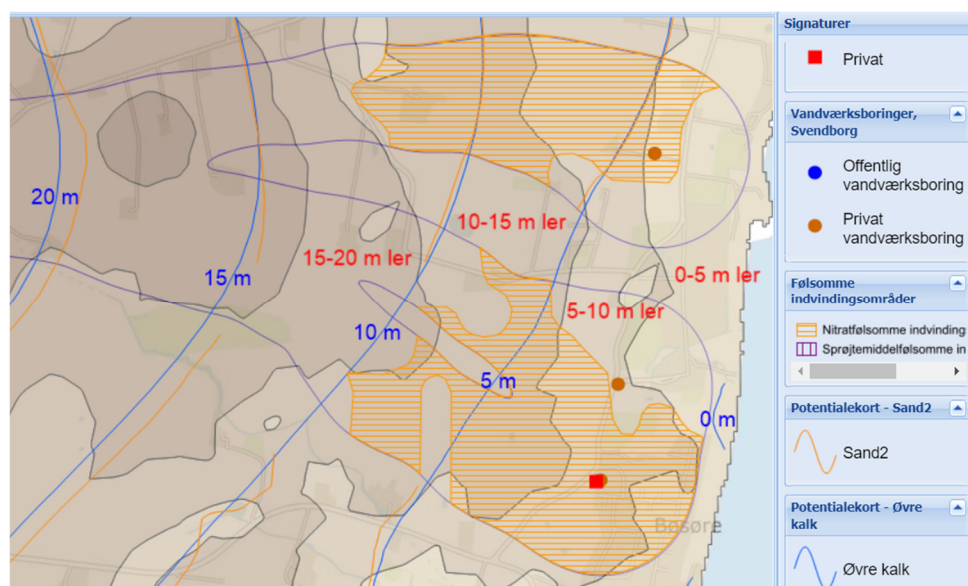 20 m
15 m
10 m
5 m
0 m
15-20 m ler
10-15 m ler
5-10 m ler
0-5 m ler
Bøsøre
Signaturer
Privat
Vandværksboringer,
Svendborg
Offentlig
vandværksboring
Privat
vandværksboring
Følsomme
indvindingsområder
Nitratfølsomme indvinding
Sprøjtemiddelfølsomme in
Potentialekort - Sand2
Sand2
Potentialekort - Øvre
kalk
Øvre kalk